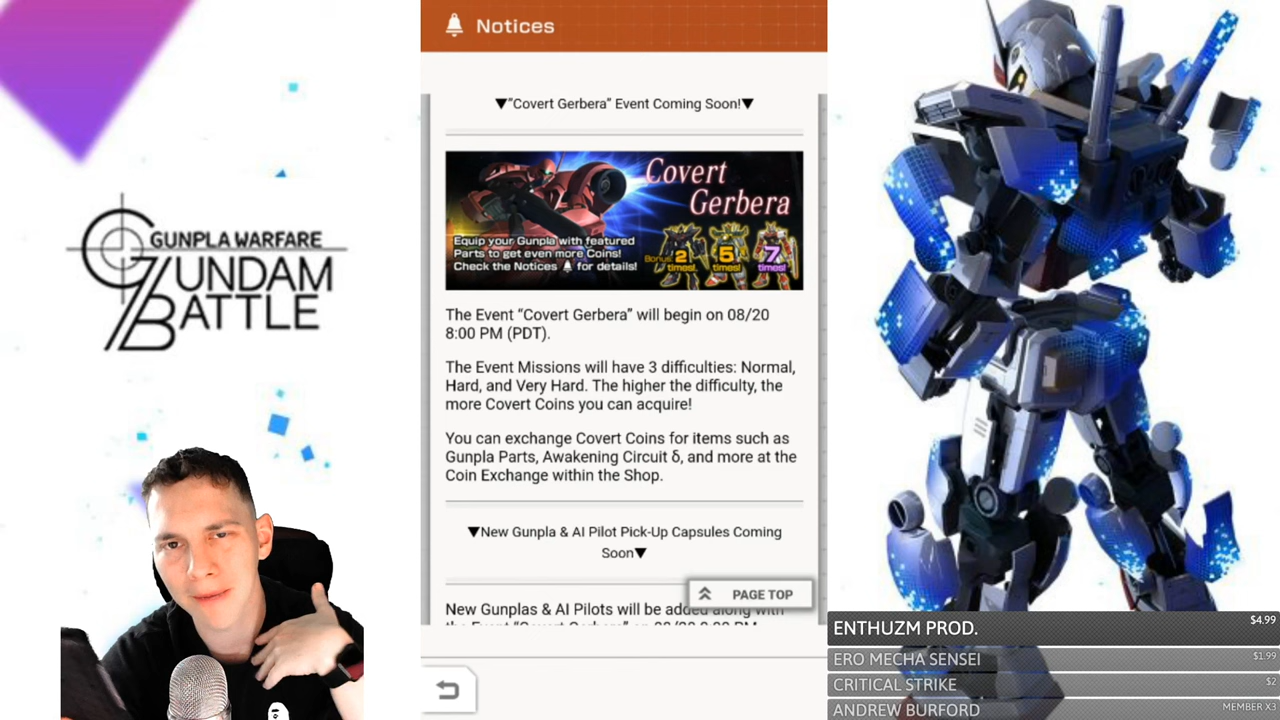 Notices
▼"Covert Gerbera" Event Coming Soon!▼
Covert
Gerbera
Equip your Gunpla with featured
Parts to get even more Coins!
Check the Notices for details!
Bonus 2 times! 5 times! 7 times!
The Event “Covert Gerbera” will begin on 08/20
8:00 PM (PDT).
The Event Missions will have 3 difficulties: Normal,
Hard, and Very Hard. The higher the difficulty, the
more Covert Coins you can acquire!
You can exchange Covert Coins for items such as
Gunpla Parts, Awakening Circuit δ, and more at the
Coin Exchange within the Shop.
▼New Gunpla & AI Pilot Pick-Up Capsules Coming
Soon▼
PAGE TOP
New Gunplas & AI Pilots will be added along with
GUNPLA WARFARE
GUNDAM
BATTLE
ENTHUZM PROD. $4.99
ERO MECHA SENSEI $1.99
CRITICAL STRIKE $2
ANDREW BURFORD MEMBER X3